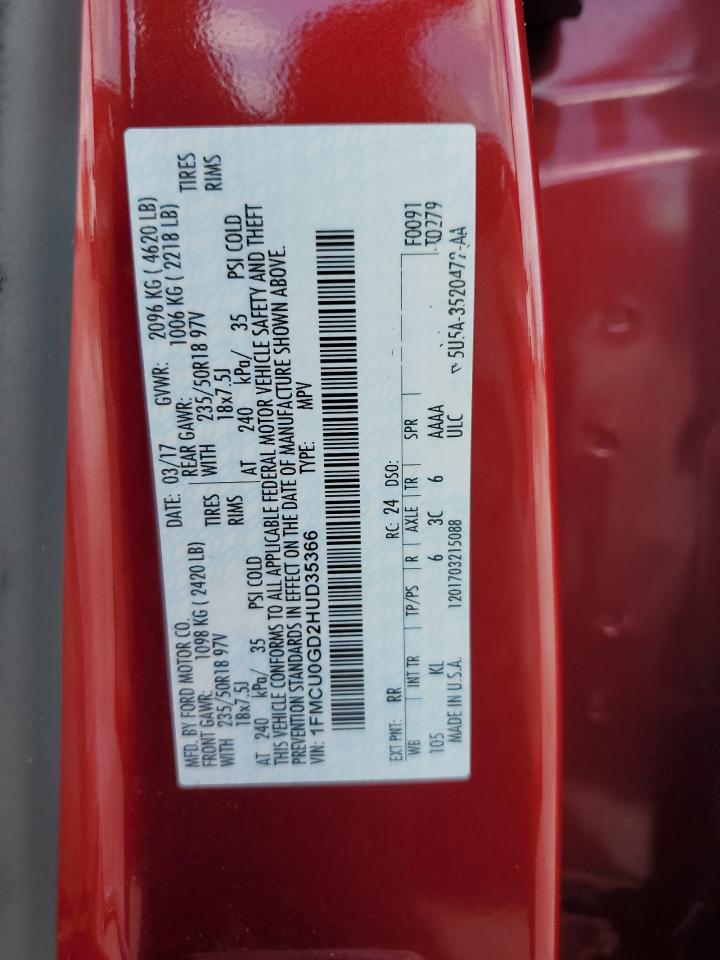 MFD. BY FORD MOTOR CO. DATE: 03/17 GVWR: 2096 KG ( 4620 LB)
FRONT GAWR: 1098 KG ( 2420 LB) REAR GAWR: 1006 KG ( 2218 LB)
WITH 235/50R18 97V TIRES WITH 235/50R18 97V TIRES
18x7.5J RIMS 18x7.5J RIMS
AT 240 kPa/ 35 PSI COLD AT 240 kPa/ 35 PSI COLD
THIS VEHICLE CONFORMS TO ALL APPLICABLE FEDERAL MOTOR VEHICLE SAFETY AND THEFT
PREVENTION STANDARDS IN EFFECT ON THE DATE OF MANUFACTURE SHOWN ABOVE.
VIN: 1FMCU0GD2HUD35366 TYPE: MPV
EXT PNT: RR RC: 24 DSO: F0091
WB INT TR TP/PS R AXLE TR SPR T0279
105 KL 6 3C 6 AAAA
MADE IN U.S.A. 1201703215088 ULC 5U5A-3520472-AA